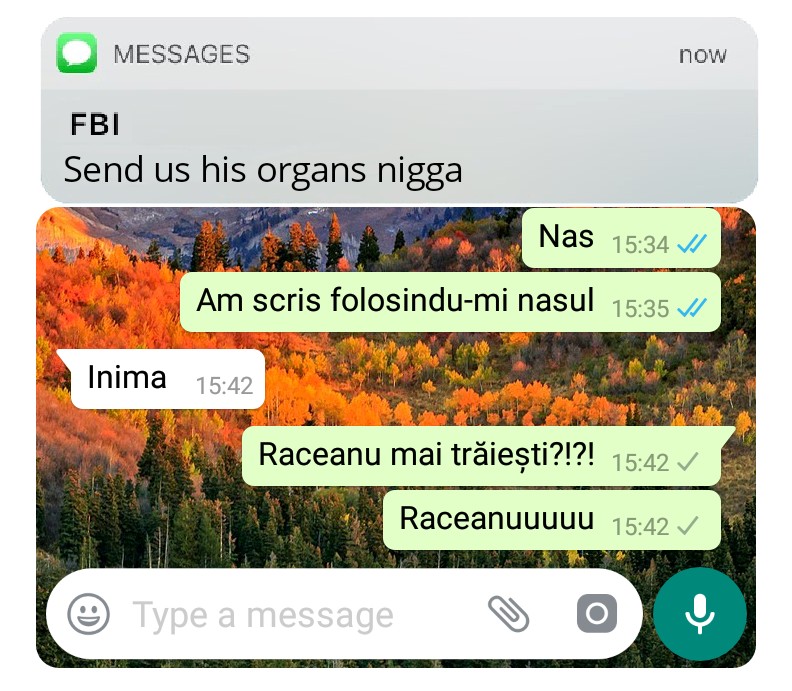 MESSAGES now
FBI
Send us his organs nigga
Nas 15:34
Am scris folosindu-mi nasul 15:35
Inima 15:42
Raceanu mai trăiești?!?! 15:42
Raceanuuuuu 15:42
Type a message